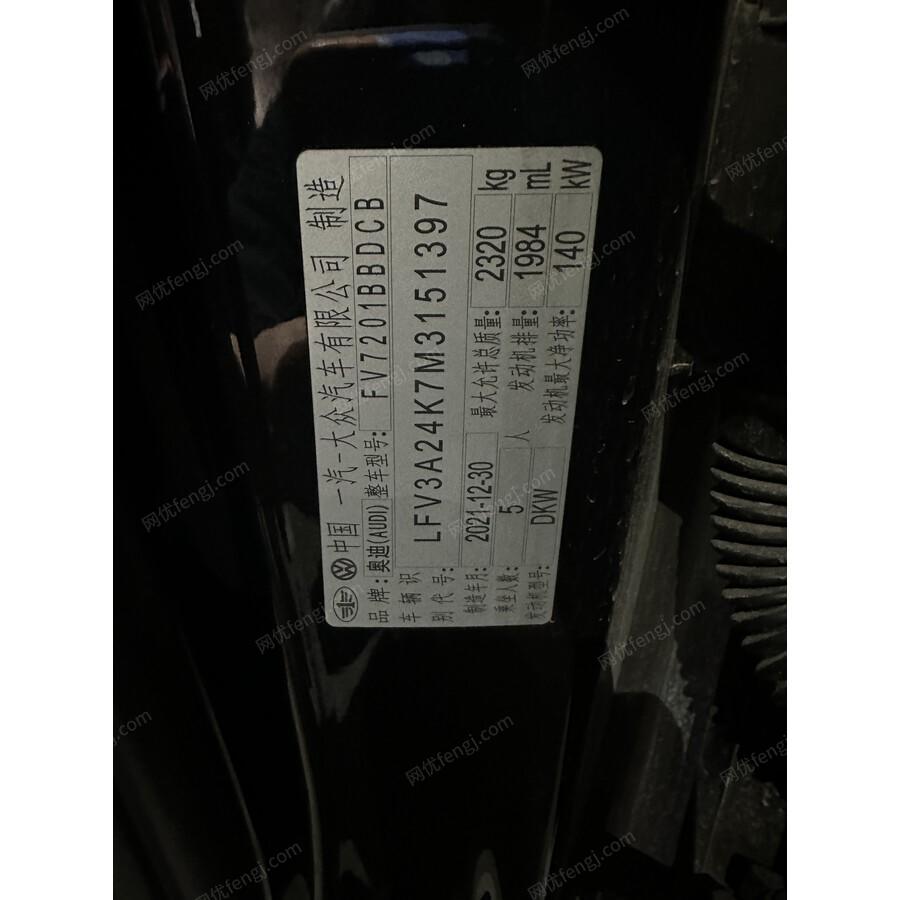 中国 一汽-大众汽车有限公司 制造
品牌: 奥迪(AUDI) 整车型号: FV7201BBDCB
车辆识别代号: LFV3A24K7M3151397
制造年月: 2021-12-30 最大允许总质量: 2320 kg
乘坐人数: 5 人 发动机排量: 1984 mL
发动机型号: DKW 发动机最大净功率: 140 kW
网优fengj.com